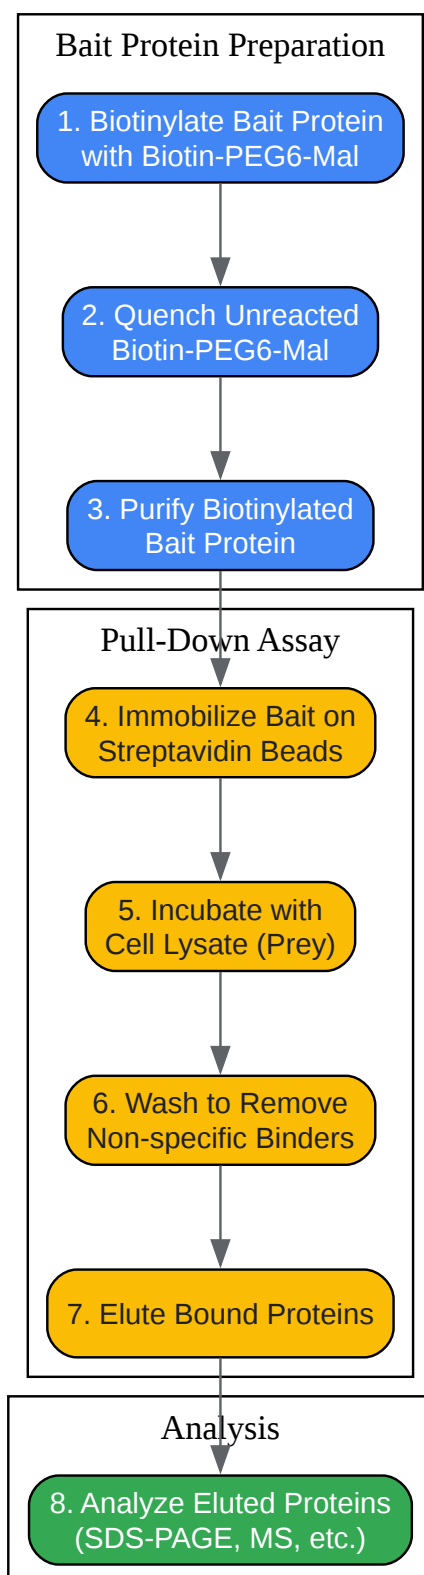 Bait Protein Preparation
1. Biotinylate Bait Protein
with Biotin-PEG6-Mal
2. Quench Unreacted
Biotin-PEG6-Mal
3. Purify Biotinylated
Bait Protein
Pull-Down Assay
4. Immobilize Bait on
Streptavidin Beads
5. Incubate with
Cell Lysate (Prey)
6. Wash to Remove
Non-specific Binders
7. Elute Bound Proteins
Analysis
8. Analyze Eluted Proteins
(SDS-PAGE, MS, etc.)